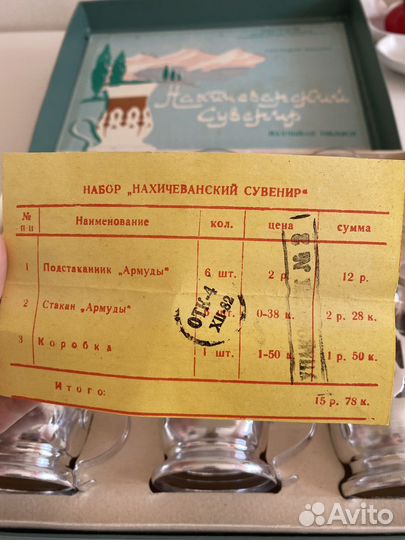 Нахичеванский
Сувенир
НАБОР „НАХИЧЕВАНСКИЙ СУВЕНИР"
№ п-п Наименование кол. цена сумма
1 Подстаканник „Армуды" 6 шт. 2 р. 12 р.
2 Стакан „Армуды" шт. 0-38 к. 2 р. 28 к.
3 Коробка 1 шт. 1-50 к. 1 р. 50 к.
Итого: 15 р. 78 к.
ОТК-4
XII-82
Avito